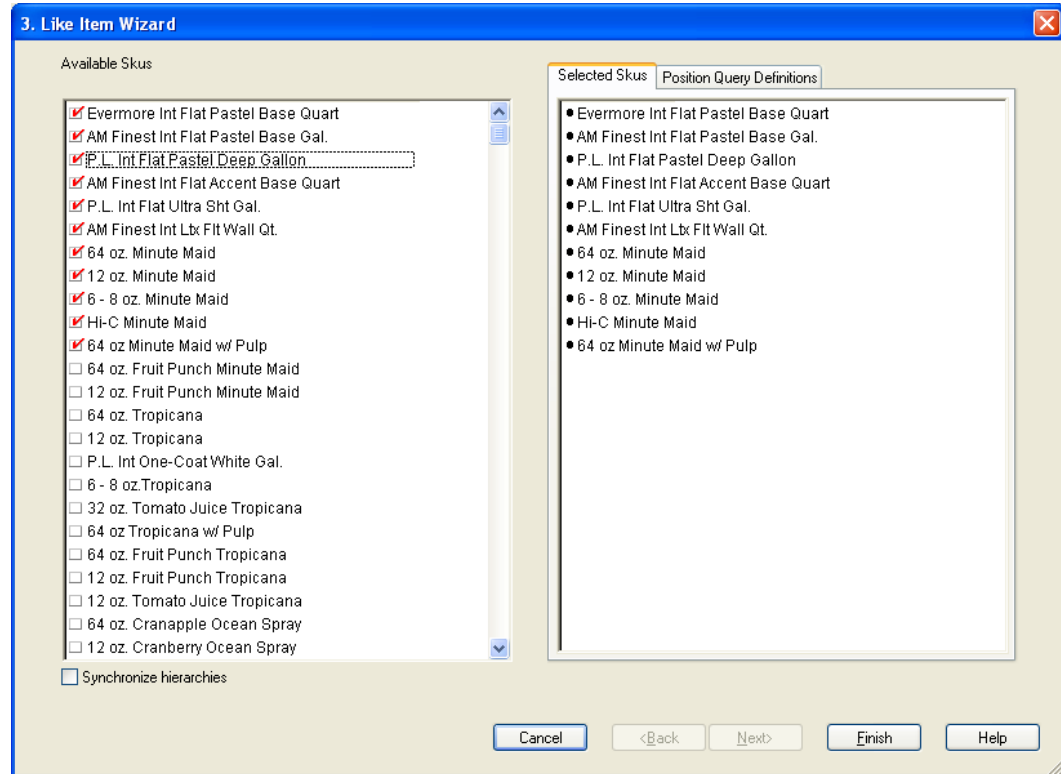 3. Like Item Wizard
Available Skus
Evermore Int Flat Pastel Base Quart
AM Finest Int Flat Pastel Base Gal.
P.L. Int Flat Pastel Deep Gallon
AM Finest Int Flat Accent Base Quart
P.L. Int Flat Ultra Sht Gal.
AM Finest Int Ltx Flt Wall Qt.
64 oz. Minute Maid
12 oz. Minute Maid
6 - 8 oz. Minute Maid
Hi-C Minute Maid
64 oz Minute Maid w/ Pulp
64 oz. Fruit Punch Minute Maid
12 oz. Fruit Punch Minute Maid
64 oz. Tropicana
12 oz. Tropicana
P.L. Int One-Coat White Gal.
6 - 8 oz.Tropicana
32 oz. Tomato Juice Tropicana
64 oz Tropicana w/ Pulp
64 oz. Fruit Punch Tropicana
12 oz. Fruit Punch Tropicana
12 oz. Tomato Juice Tropicana
64 oz. Cranapple Ocean Spray
12 oz. Cranberry Ocean Spray
Synchronize hierarchies
Selected Skus
Position Query Definitions
Evermore Int Flat Pastel Base Quart
AM Finest Int Flat Pastel Base Gal.
P.L. Int Flat Pastel Deep Gallon
AM Finest Int Flat Accent Base Quart
P.L. Int Flat Ultra Sht Gal.
AM Finest Int Ltx Flt Wall Qt.
64 oz. Minute Maid
12 oz. Minute Maid
6 - 8 oz. Minute Maid
Hi-C Minute Maid
64 oz Minute Maid w/ Pulp
Cancel
<Back
Next>
Finish
Help